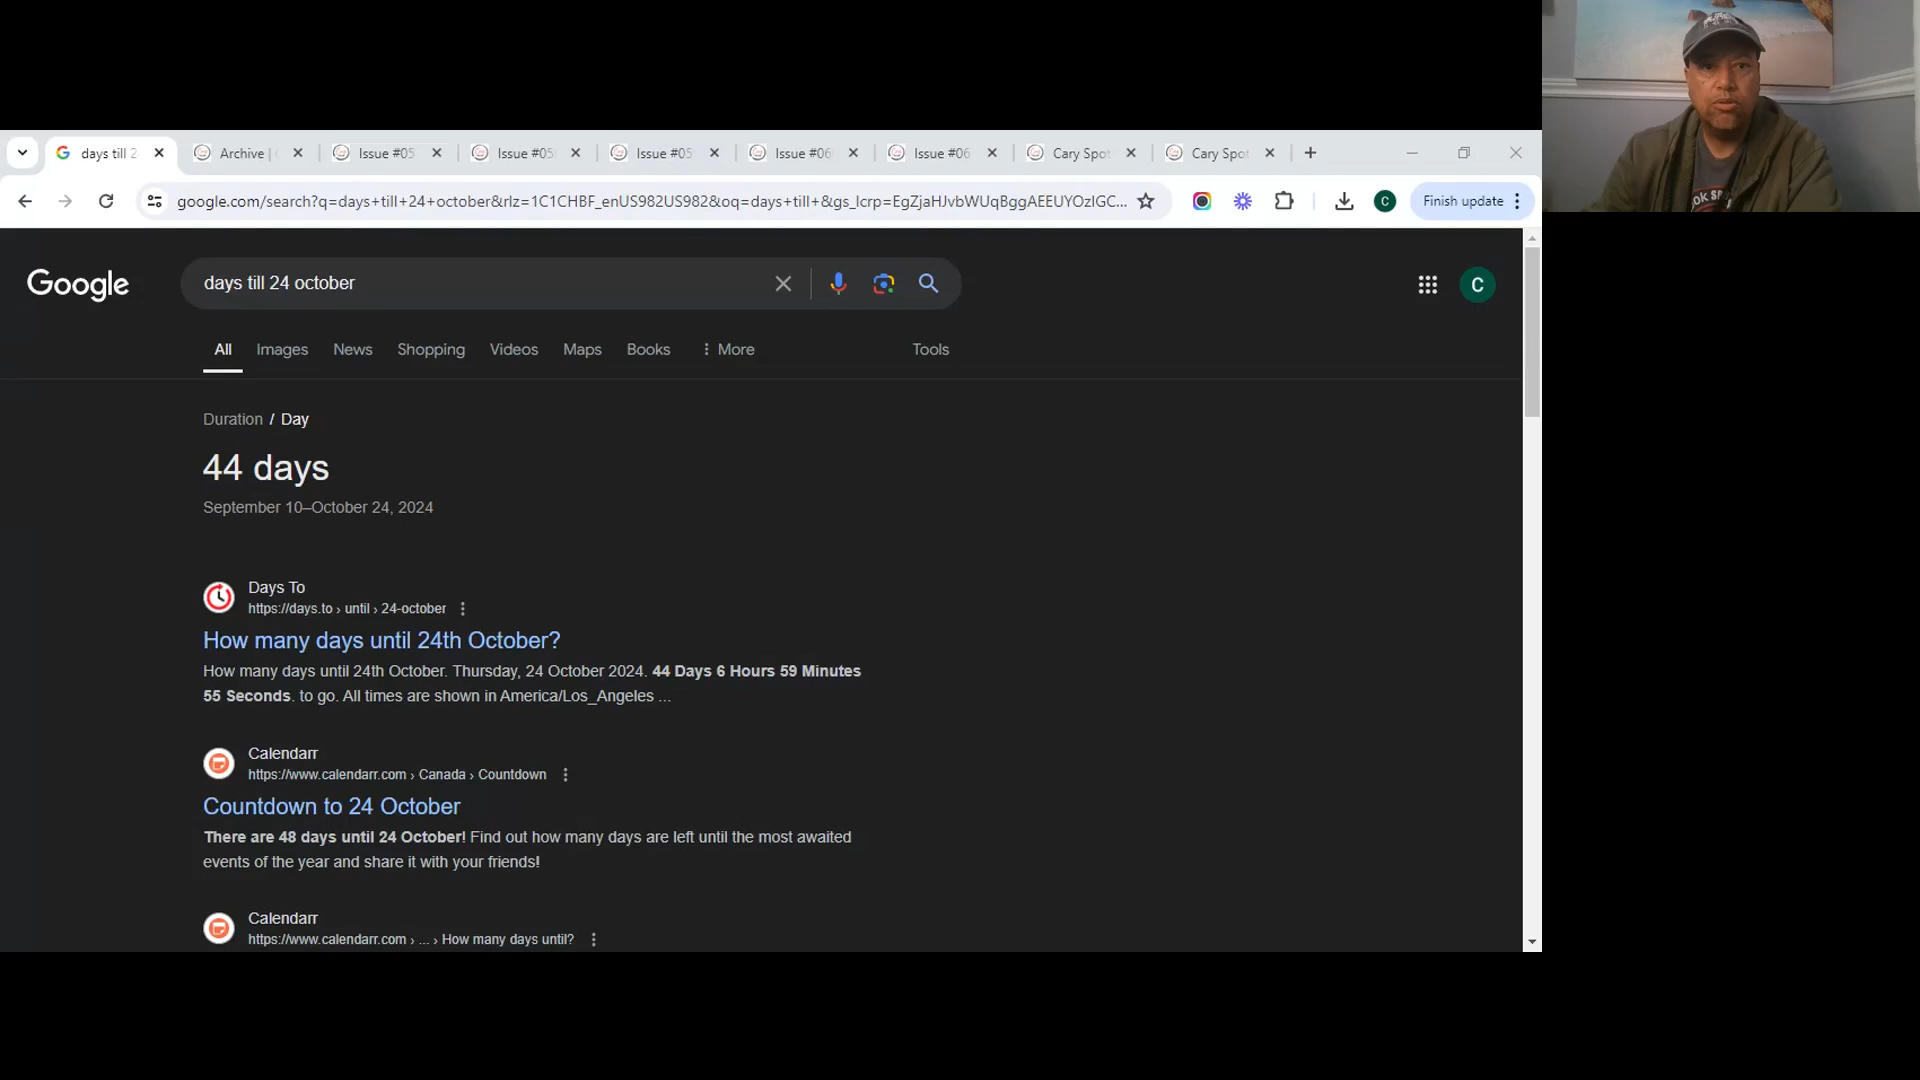 days till 2
Archive |
Issue #05
Issue #05
Issue #05
Issue #06
Issue #06
Cary Spot
Cary Spot
google.com/search?q=days+till+24+october&rlz=1C1CHBF_enUS982US982&oq=days+till+&gs_lcrp=EgZjaHJvbWUqBggAEEUYOzIGC...
C
Finish update
Google
days till 24 october
C
All
Images
News
Shopping
Videos
Maps
Books
More
Tools
Duration / Day
44 days
September 10–October 24, 2024
Days To
https://days.to › until › 24-october
How many days until 24th October?
How many days until 24th October. Thursday, 24 October 2024. 44 Days 6 Hours 59 Minutes
55 Seconds. to go. All times are shown in America/Los_Angeles ...
Calendarr
https://www.calendarr.com › Canada › Countdown
Countdown to 24 October
There are 48 days until 24 October! Find out how many days are left until the most awaited
events of the year and share it with your friends!
Calendarr
https://www.calendarr.com › ... › How many days until?